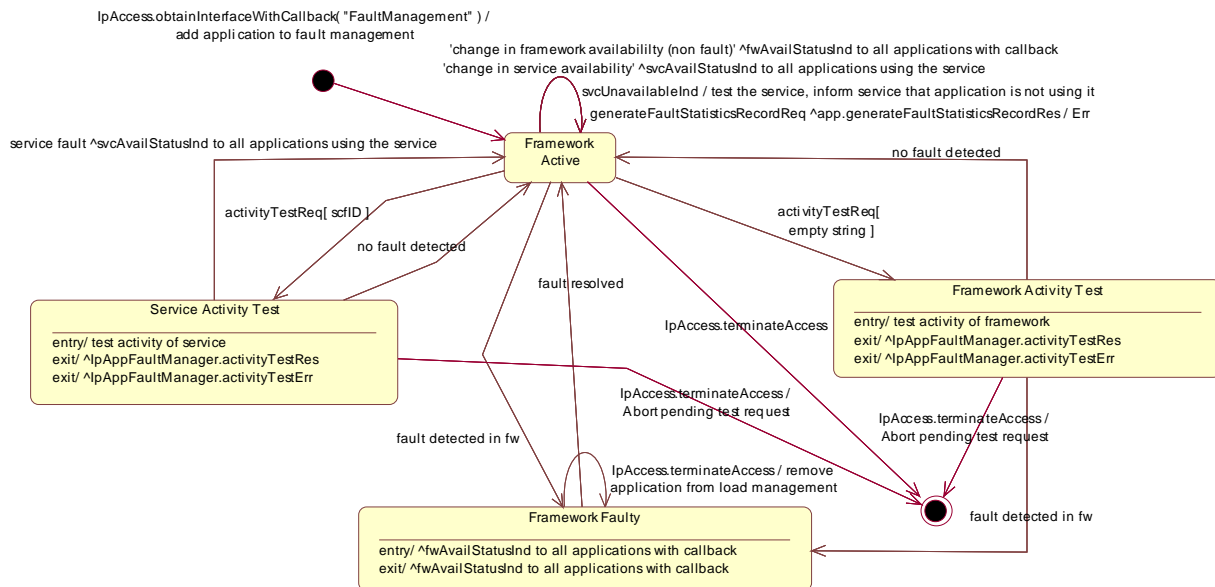 IpAccess.obtainInterfaceWithCallback( "FaultManagement" ) /
add application to fault management
'change in framework availabilility (non fault)' ^fwAvailStatusInd to all applications with callback
'change in service availability' ^svcAvailStatusInd to all applications using the service
svcUnavailableInd / test the service, inform service that application is not using it
generateFaultStatisticsRecordReq ^app.generateFaultStatisticsRecordRes / Err
service fault ^svcAvailStatusInd to all applications using the service
Framework
Active
no fault detected
activityTestReq[ scfID ]
activityTestReq[
empty string ]
no fault detected
fault resolved
Service Activity Test
entry/ test activity of service
exit/ ^IpAppFaultManager.activityTestRes
exit/ ^IpAppFaultManager.activityTestErr
IpAccess.terminateAccess
Framework Activity Test
entry/ test activity of framework
exit/ ^IpAppFaultManager.activityTestRes
exit/ ^IpAppFaultManager.activityTestErr
IpAccess.terminateAccess /
Abort pending test request
IpAccess.terminateAccess /
Abort pending test request
fault detected in fw
IpAccess.terminateAccess / remove
application from load management
fault detected in fw
Framework Faulty
entry/ ^fwAvailStatusInd to all applications with callback
exit/ ^fwAvailStatusInd to all applications with callback